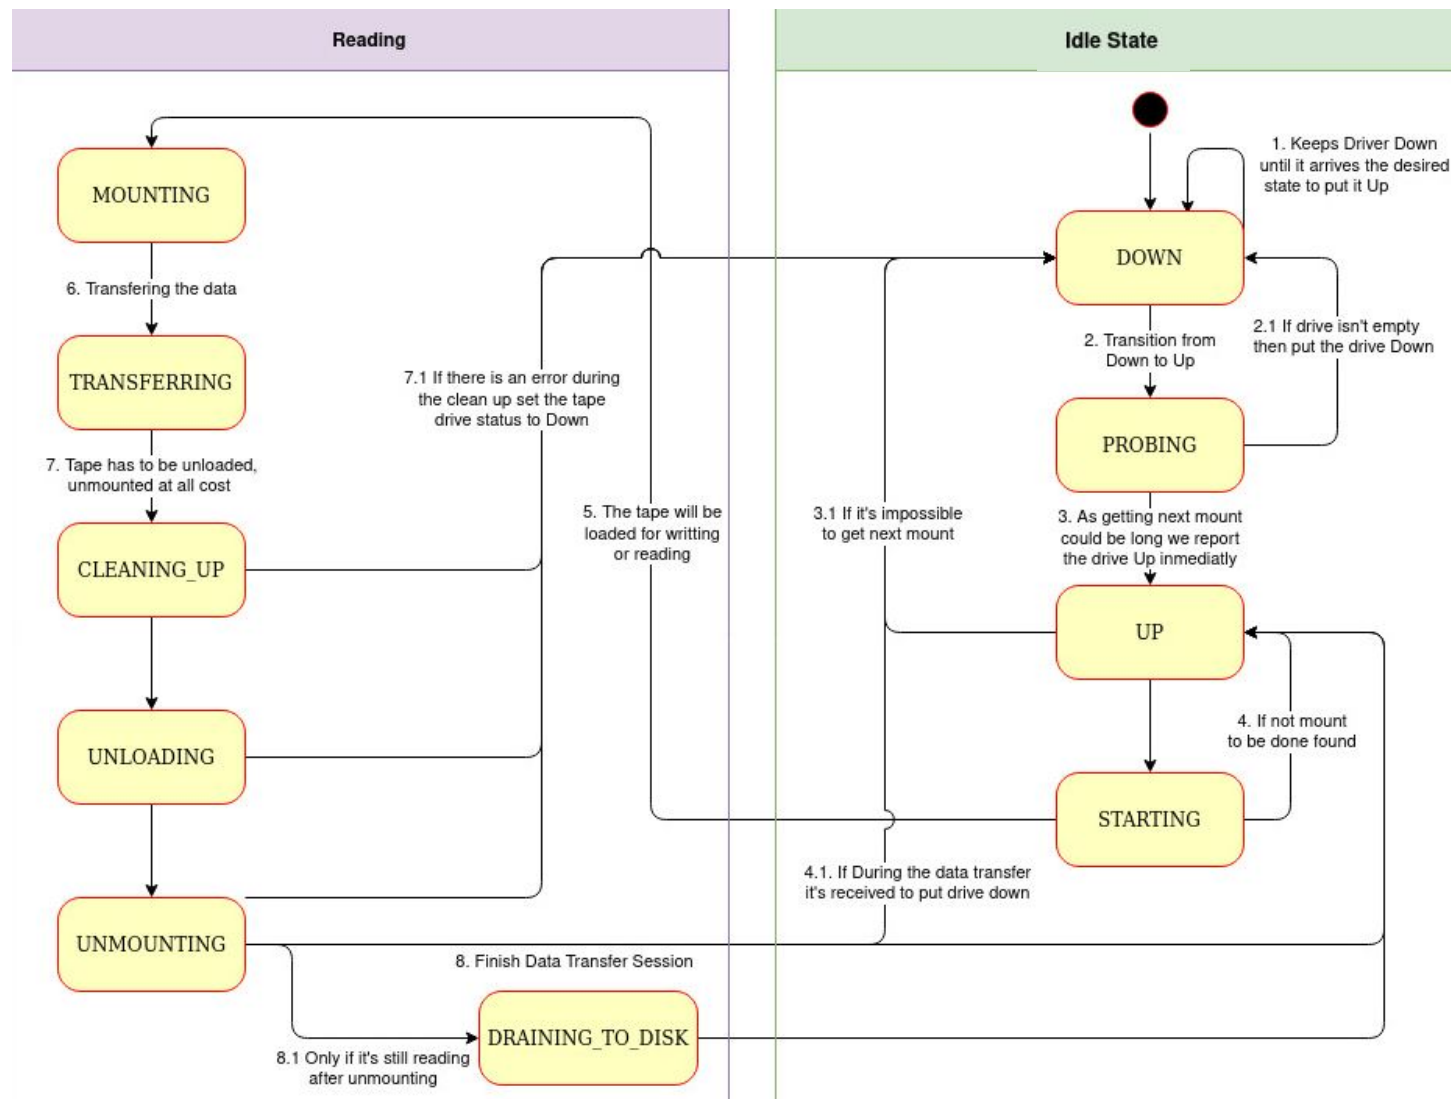 Reading
Idle State
1. Keeps Driver Down
until it arrives the desired
state to put it Up
MOUNTING
DOWN
6. Transfering the data
2. Transition from
Down to Up
2.1 If drive isn't empty
then put the drive Down
TRANSFERRING
7.1 If there is an error during
the clean up set the tape
drive status to Down
PROBING
7. Tape has to be unloaded,
unmounted at all cost
5. The tape will be
loaded for writting
or reading
3.1 If it's impossible
to get next mount
3. As getting next mount
could be long we report
the drive Up inmediatly
CLEANING_UP
UP
4. If not mount
to be done found
UNLOADING
STARTING
4.1. If During the data transfer
it's received to put drive down
UNMOUNTING
8. Finish Data Transfer Session
DRAINING_TO_DISK
8.1 Only if it's still reading
after unmounting